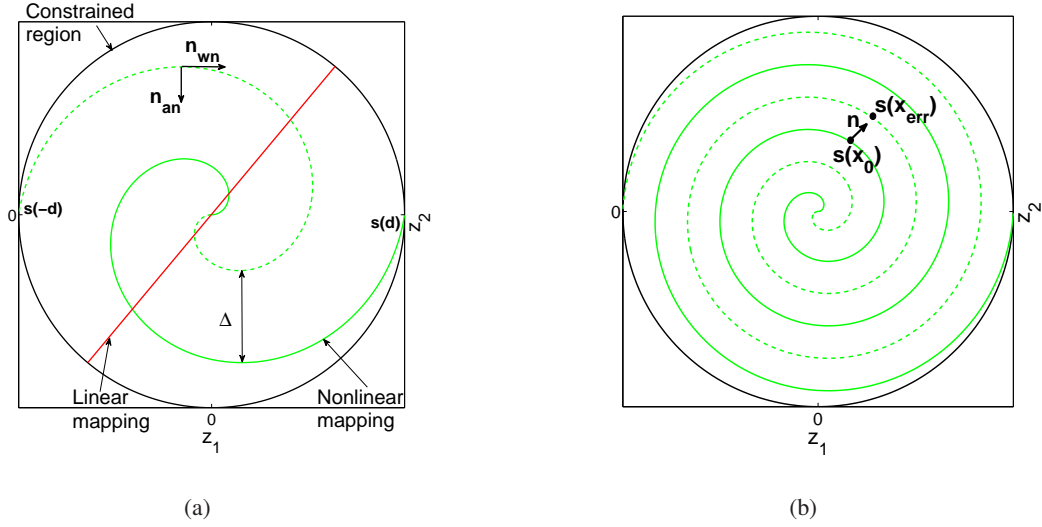 Constrained
region
n_wn
n_an
0
s(-d)
s(d)
z_2
Δ
Linear
mapping
Nonlinear
mapping
0
z_1
(a)
s(x_err)
n
s(x_0)
0
z_2
0
z_1
(b)